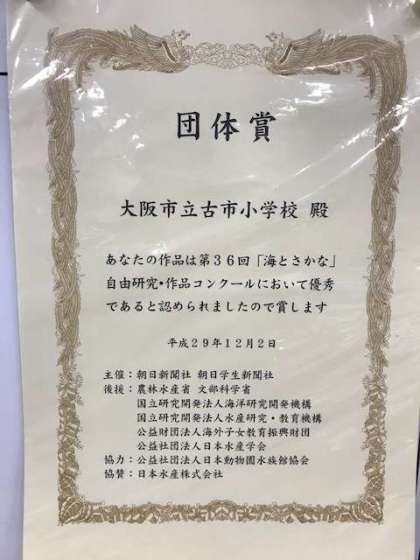 団体賞
大阪市立古市小学校 殿
あなたの作品は第36回「海とさかな」
自由研究・作品コンクールにおいて優秀
であると認められましたので賞します
平成29年12月2日
主催：朝日新聞社 朝日学生新聞社
後援：農林水産省 文部科学省
国立研究開発法人海洋研究開発機構
国立研究開発法人水産研究・教育機構
公益財団法人海外子女教育振興財団
公益社団法人日本水産学会
協力：公益社団法人日本動物園水族館協会
協賛：日本水産株式会社